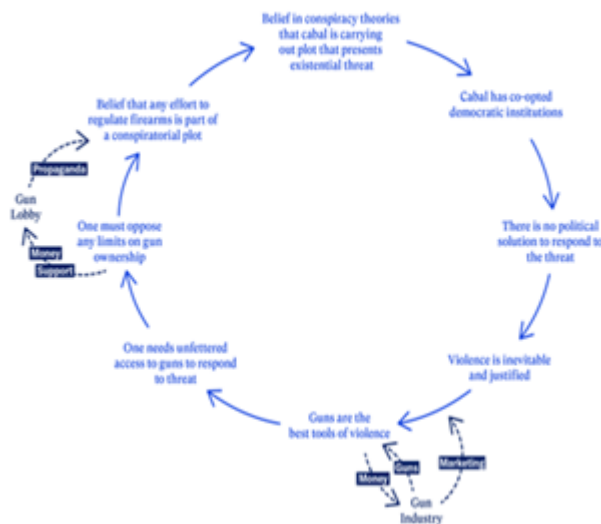 Belief in conspiracy theories
that cabal is carrying
out plot that presents
existential threat
Cabal has co-opted
democratic institutions
There is no political
solution to respond to
the threat
Violence is inevitable
and justified
Guns are the
best tools of violence
Marketing
Guns
Money
Gun
Industry
One needs unfettered
access to guns to respond
to threat
One must oppose
any limits on gun
ownership
Money
Support
Gun
Lobby
Propaganda
Belief that any effort to
regulate firearms is part of
a conspiratorial plot